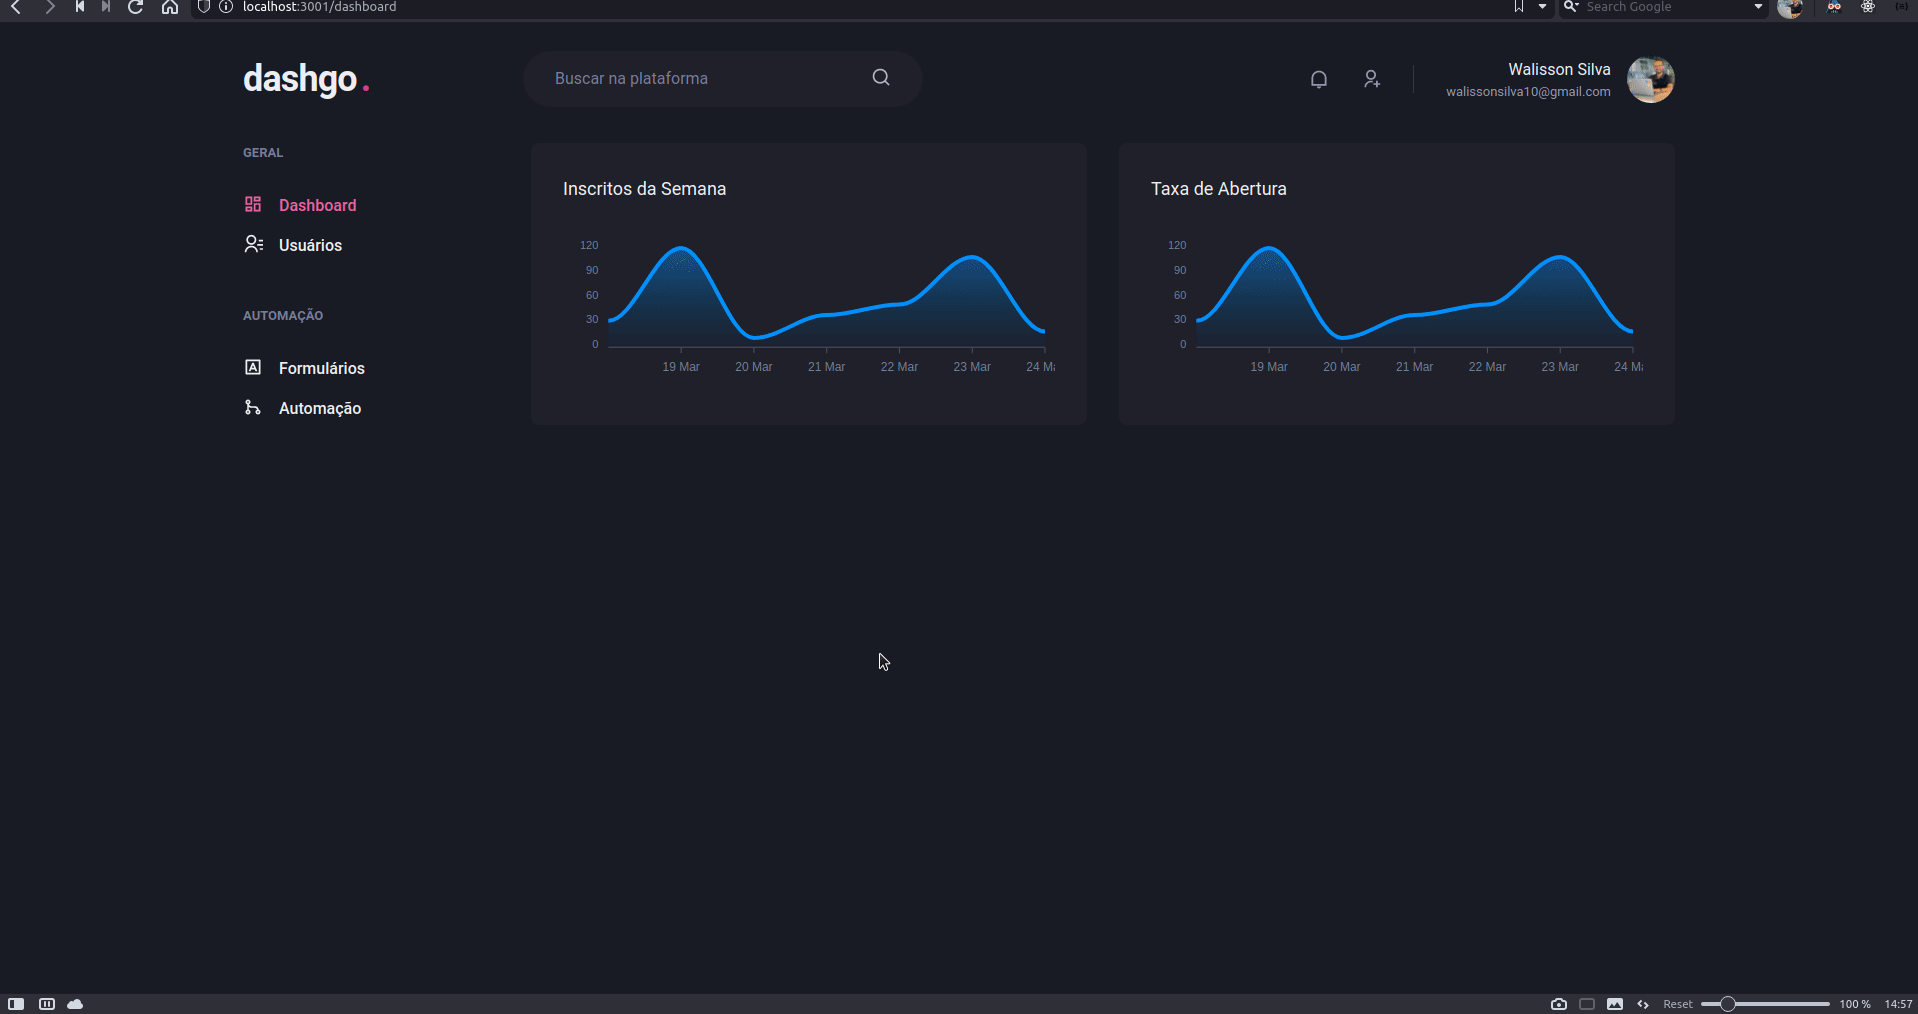 localhost:3001/dashboard
Search Google
dashgo.
Buscar na plataforma
Walisson Silva
walissonsilva10@gmail.com
GERAL
Dashboard
Usuários
AUTOMAÇÃO
Formulários
Automação
Inscritos da Semana
120
90
60
30
0
19 Mar
20 Mar
21 Mar
22 Mar
23 Mar
24 Ma
Taxa de Abertura
120
90
60
30
0
19 Mar
20 Mar
21 Mar
22 Mar
23 Mar
24 Ma
Reset
100 %
14:57